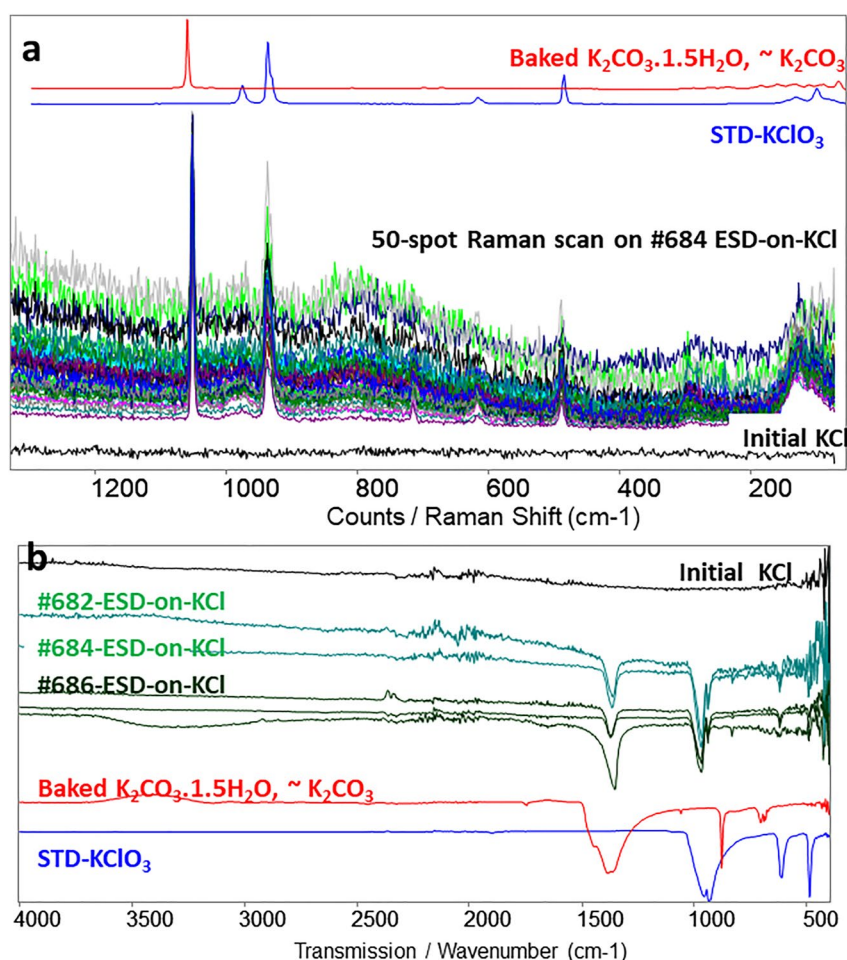 a
Baked K₂CO₃.1.5H₂O, ~ K₂CO₃
STD-KClO₃
50-spot Raman scan on #684 ESD-on-KCl
Initial KCl
1200 1000 800 600 400 200
Counts / Raman Shift (cm-1)
b
Initial KCl
#682-ESD-on-KCl
#684-ESD-on-KCl
#686-ESD-on-KCl
Baked K₂CO₃.1.5H₂O, ~ K₂CO₃
STD-KClO₃
4000 3500 3000 2500 2000 1500 1000 500
Transmission / Wavenumber (cm-1)